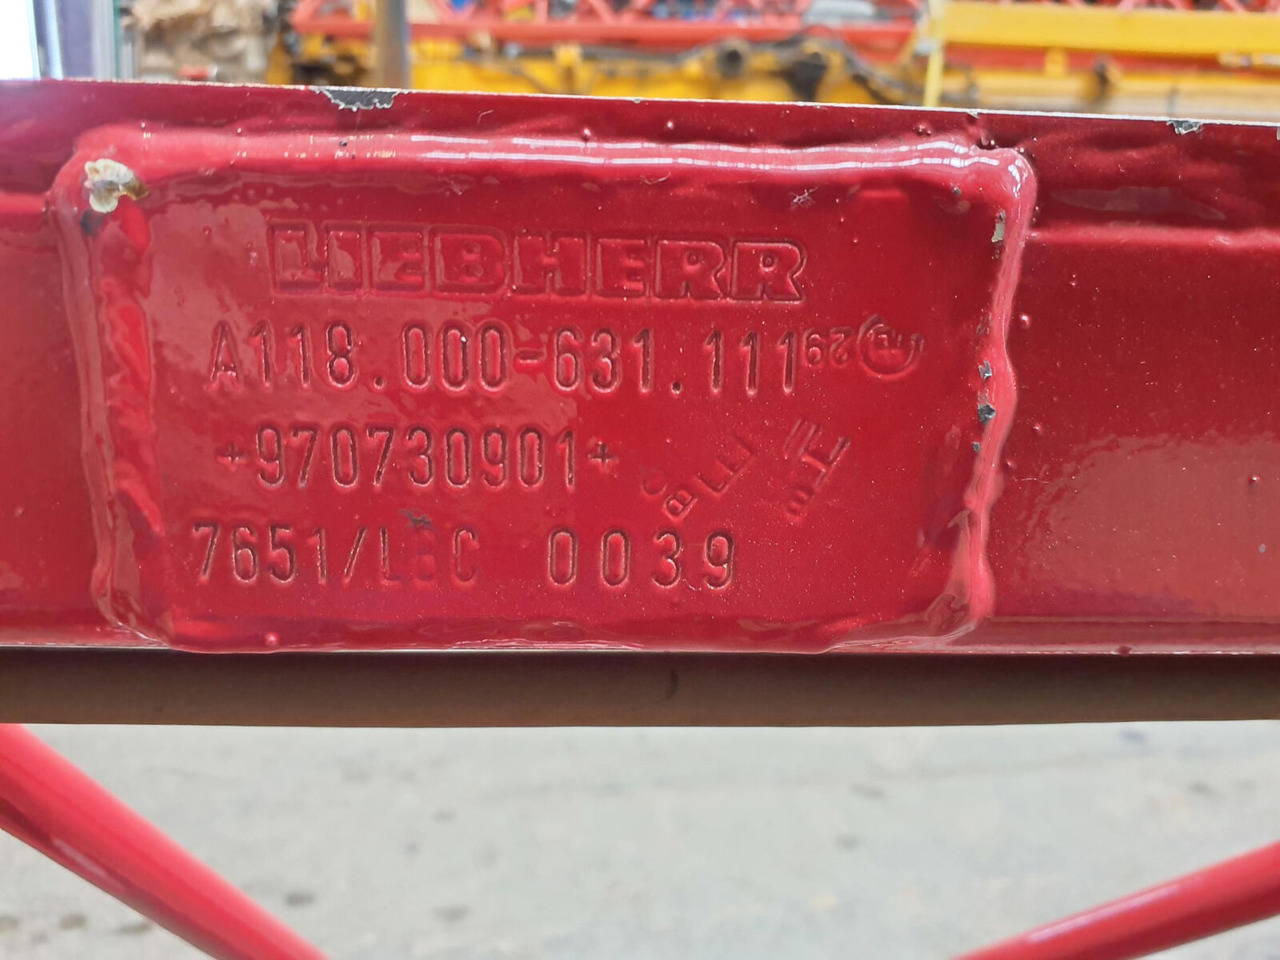 LIEBHERR
A118.000-631.111
+970730901+
7651/LBC 0039